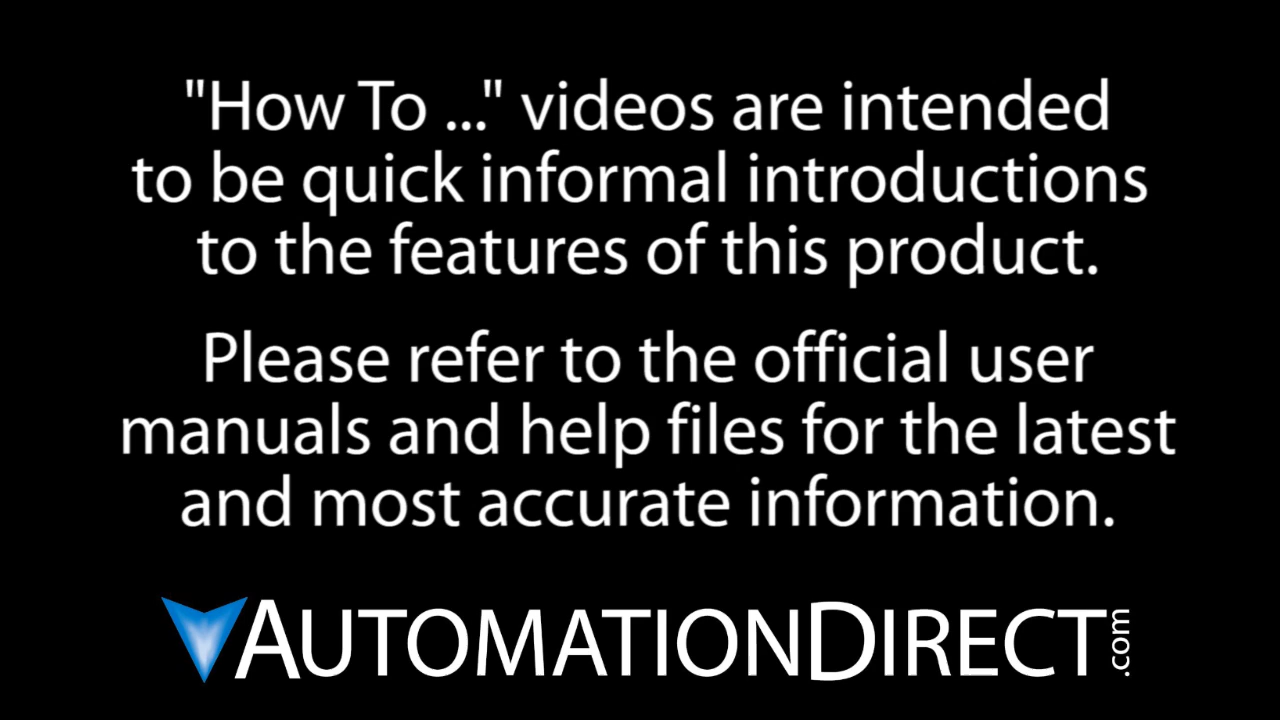 "How To ..." videos are intended
to be quick informal introductions
to the features of this product.
Please refer to the official user
manuals and help files for the latest
and most accurate information.
AUTOMATIONDIRECT.com